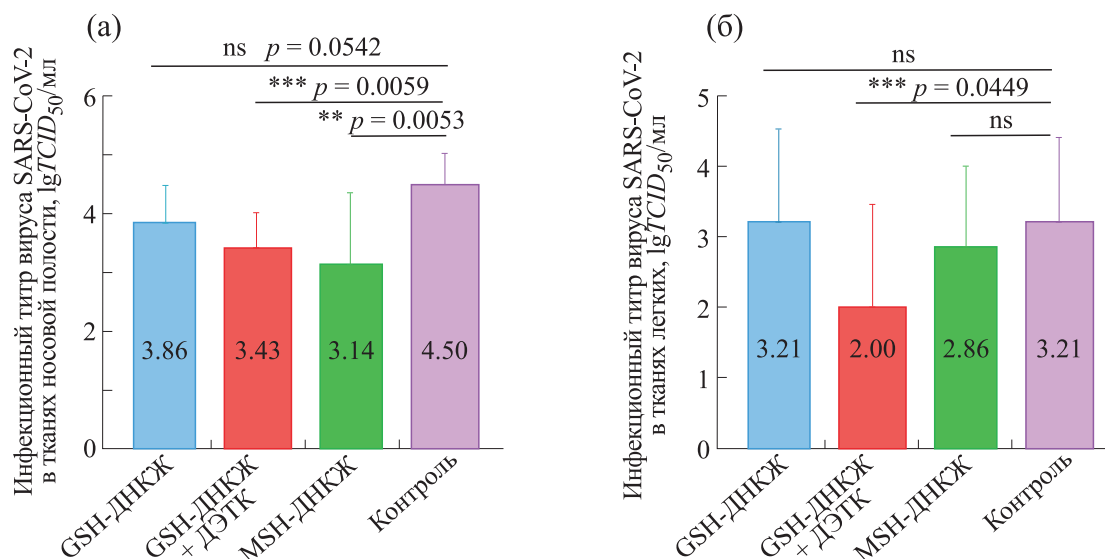 (а)
Инфекционный титр вируса SARS-CoV-2
в тканях носовой полости, lgTCID50/мл
ns p = 0.0542
*** p = 0.0059
** p = 0.0053
6
4
2
0
3.86
3.43
3.14
4.50
GSH-ДНКЖ
GSH-ДНКЖ
+ ДЭТК
MSH-ДНКЖ
Контроль
(б)
Инфекционный титр вируса SARS-CoV-2
в тканях легких, lgTCID50/мл
ns
*** p = 0.0449
ns
5
4
3
2
1
0
3.21
2.00
2.86
3.21
GSH-ДНКЖ
GSH-ДНКЖ
+ ДЭТК
MSH-ДНКЖ
Контроль